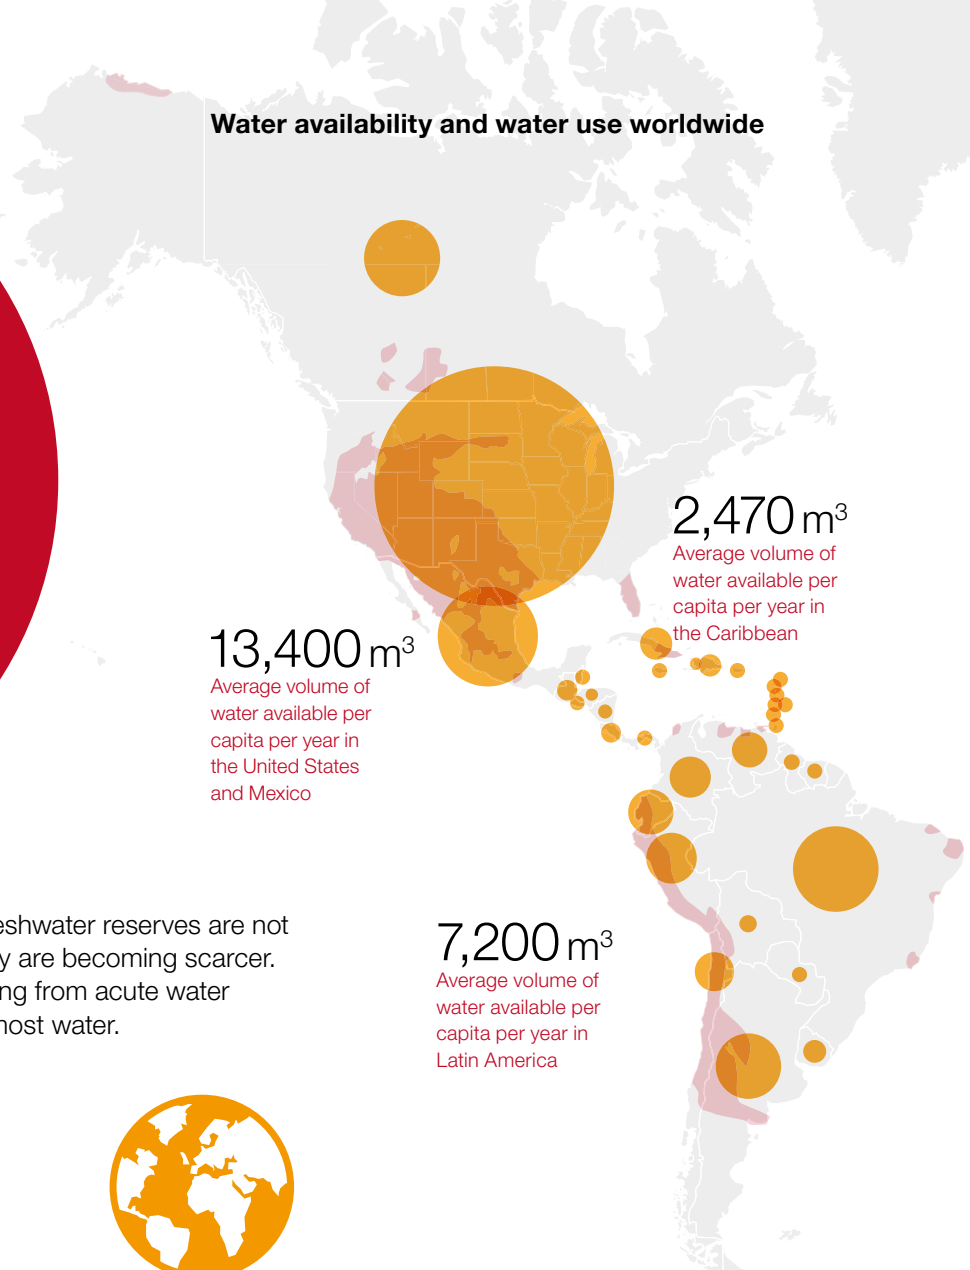 Water availability and water use worldwide
2,470 m³
Average volume of
water available per
capita per year in
the Caribbean
13,400 m³
Average volume of
water available per
capita per year in
the United States
and Mexico
7,200 m³
Average volume of
water available per
capita per year in
Latin America
reserves are not
are becoming scarcer.
from acute water
water.